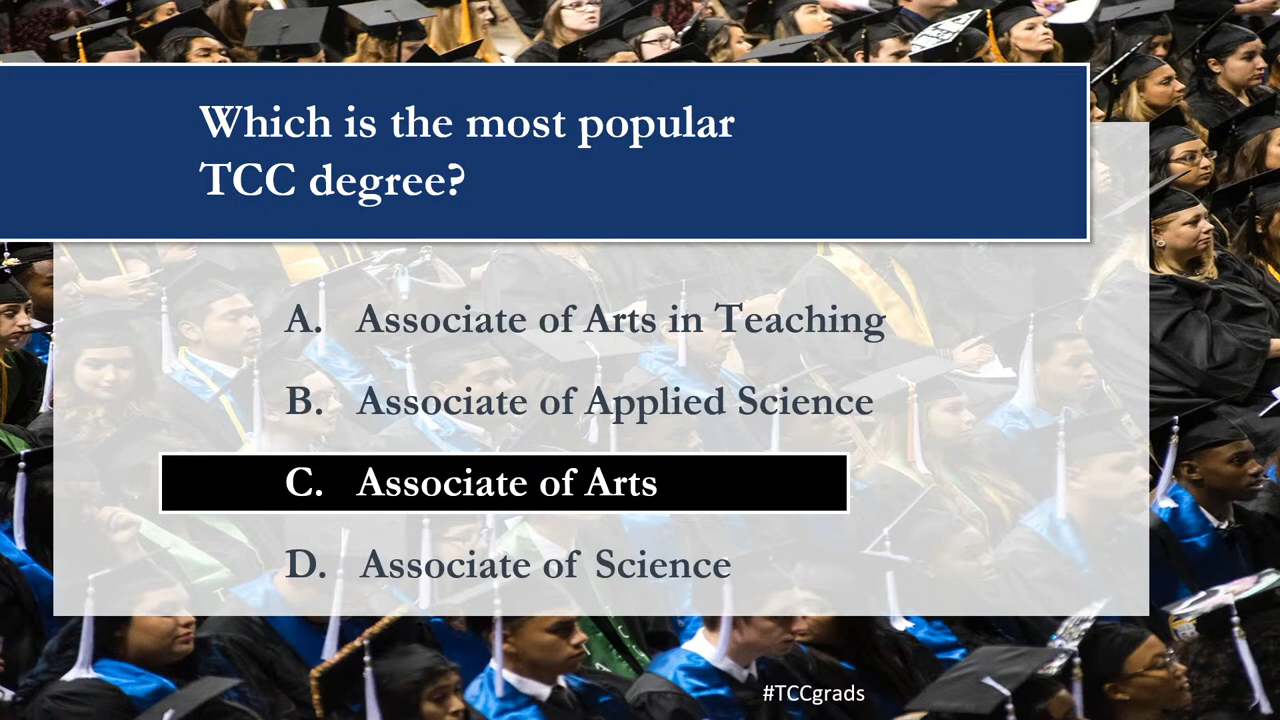 Which is the most popular
TCC degree?
A. Associate of Arts in Teaching
B. Associate of Applied Science
C. Associate of Arts
D. Associate of Science
#TCCgrads